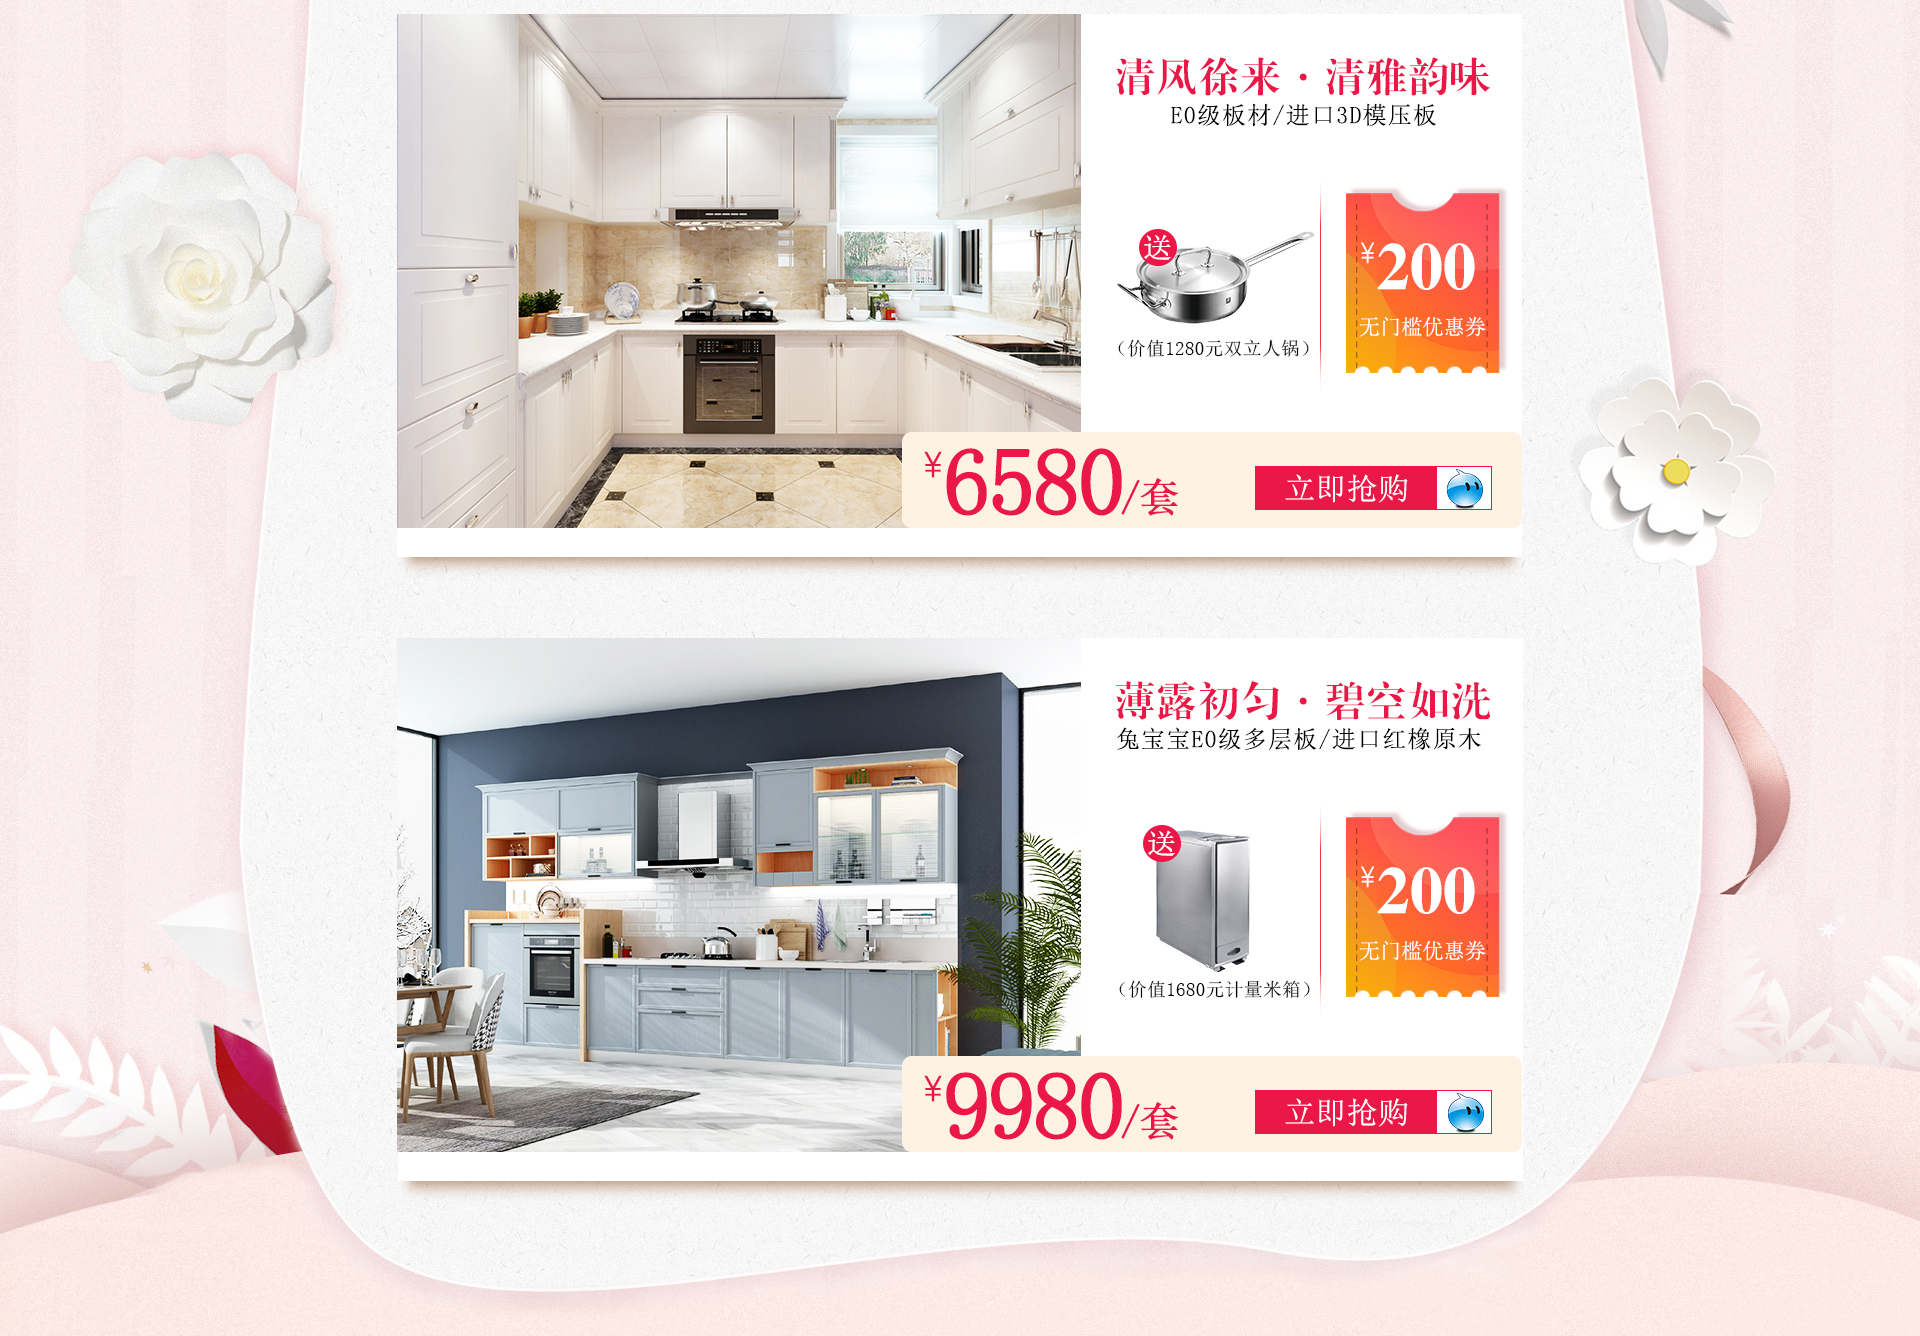 清风徐来·清雅韵味
E0级板材/进口3D模压板
送
（价值1280元双立人锅）
¥200
无门槛优惠券
¥6580/套
立即抢购
薄露初匀·碧空如洗
兔宝宝E0级多层板/进口红橡原木
送
（价值1680元计量米箱）
¥200
无门槛优惠券
¥9980/套
立即抢购